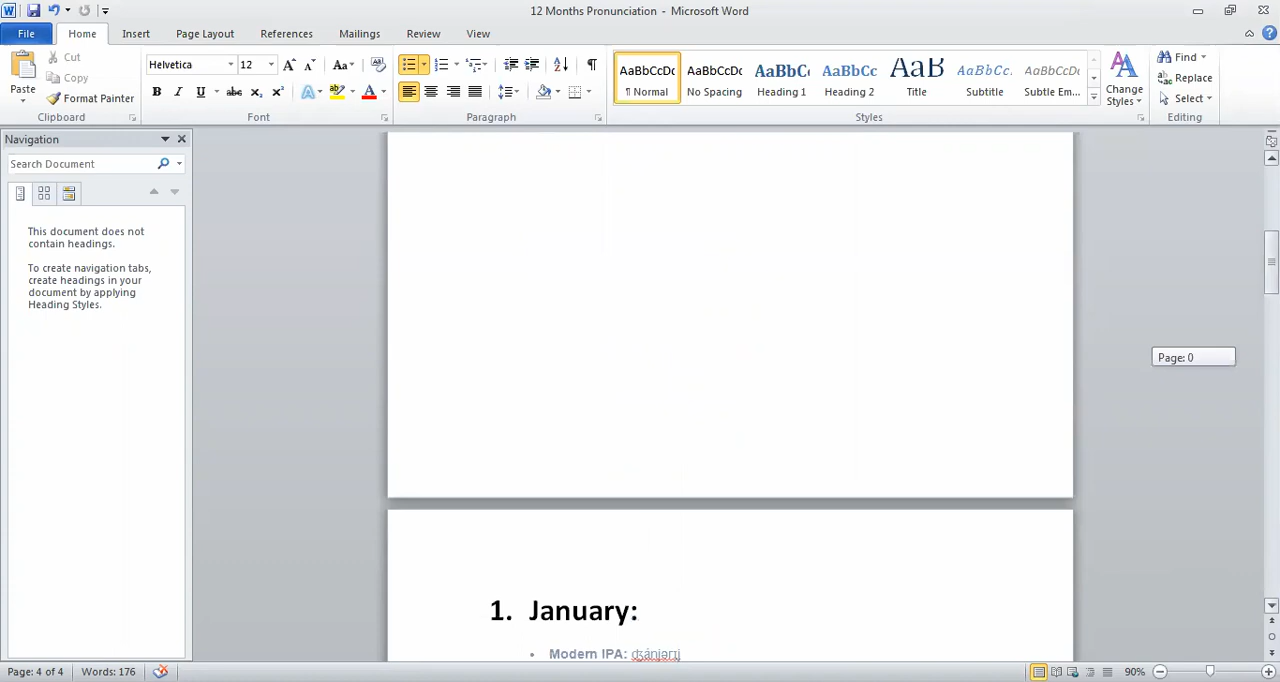 12 Months Pronunciation - Microsoft Word
File Home Insert Page Layout References Mailings Review View
Paste
Cut
Copy
Format Painter
Clipboard
Helvetica 12
Font
Paragraph
AaBbCcDc AaBbCcDc AaBbCc AaBbCc AaB AaBbCc. AaBbCcDc
¶ Normal No Spacing Heading 1 Heading 2 Title Subtitle Subtle Em...
Change Styles
Styles
Find
Replace
Select
Editing
Navigation
Search Document
This document does not
contain headings.
To create navigation tabs,
create headings in your
document by applying
Heading Styles.
Page: 0
1. January:
• Modern IPA: ʤánjəɾɪj
Page: 4 of 4 Words: 176 90%